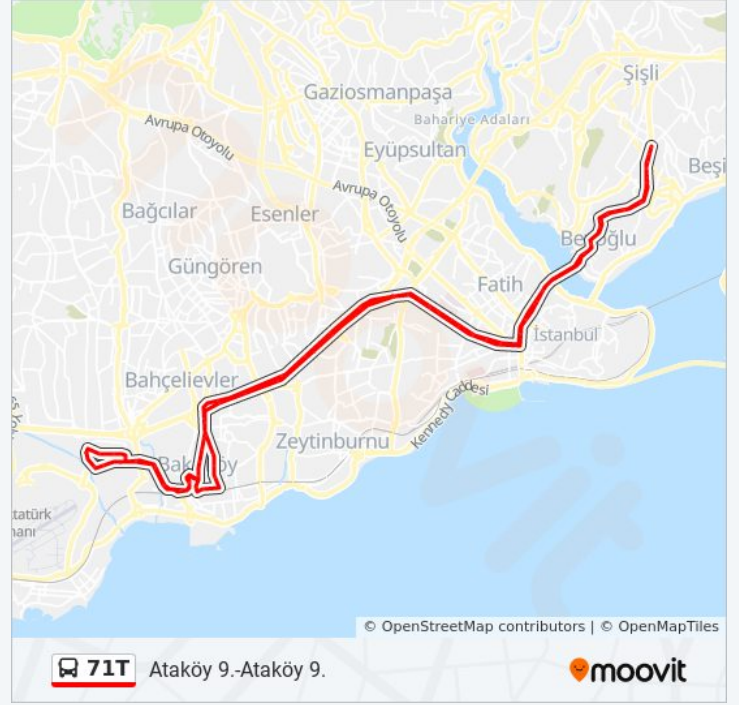 Şişli
Gaziosmanpaşa
Bahariye Adaları
Avrupa Otoyolu
Eyüpsultan
Beşi
Avrupa Otoyolu
Bağcılar
Esenler
Beyoğlu
Güngören
Fatih
İstanbul
Bahçelievler
Kennedy Caddesi
Zeytinburnu
Bakırköy
tatürk
manı
© OpenStreetMap contributors | © OpenMapTiles
71T Ataköy 9.-Ataköy 9. moovit